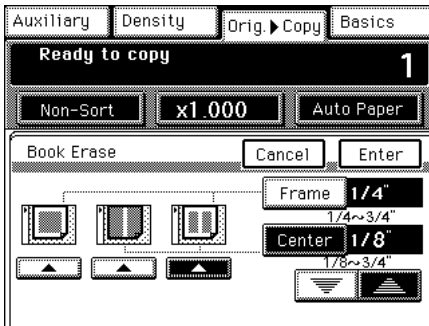 Auxiliary Density Orig.▶Copy Basics
Ready to copy
1
Non-Sort x1.000 Auto Paper
Book Erase Cancel Enter
Frame 1/4"
1/4~3/4"
Center 1/8"
1/8~3/4"